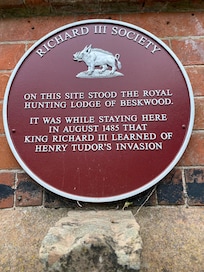 RICHARD III SOCIETY
ON THIS SITE STOOD THE ROYAL
HUNTING LODGE OF BESKWOOD.
IT WAS WHILE STAYING HERE
IN AUGUST 1485 THAT
KING RICHARD III LEARNED OF
HENRY TUDOR'S INVASION